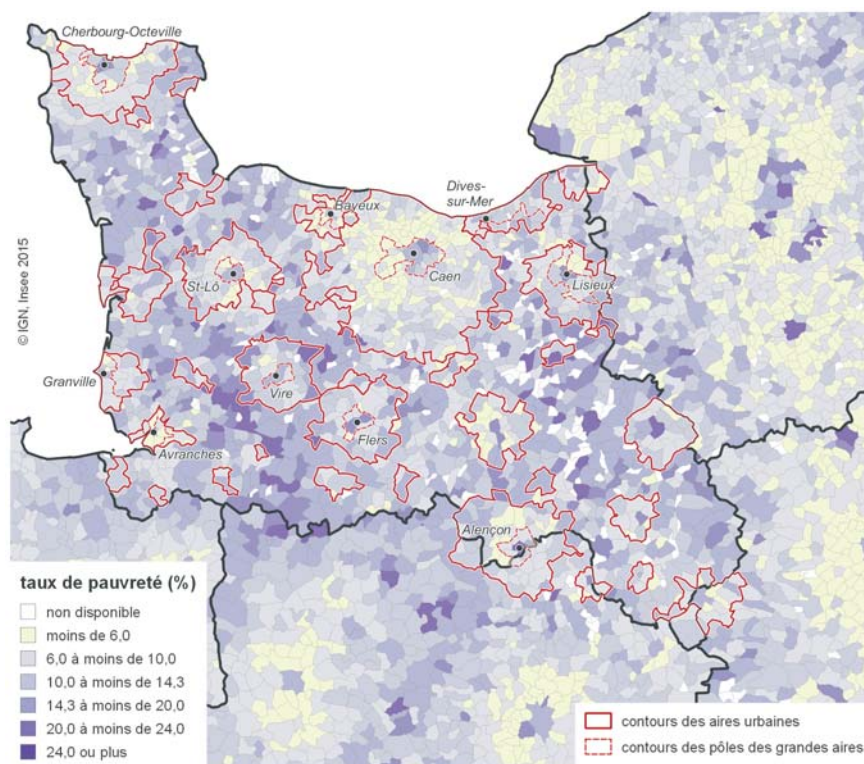 Cherbourg-Octeville
Bayeux
Dives-
sur-Mer
© IGN, Insee 2015
St-Lô
Caen
Lisieux
Granville
Vire
Flers
Avranches
Alençon
taux de pauvreté (%)
non disponible
moins de 6,0
6,0 à moins de 10,0
10,0 à moins de 14,3
14,3 à moins de 20,0
20,0 à moins de 24,0
24,0 ou plus
contours des aires urbaines
contours des pôles des grandes aires